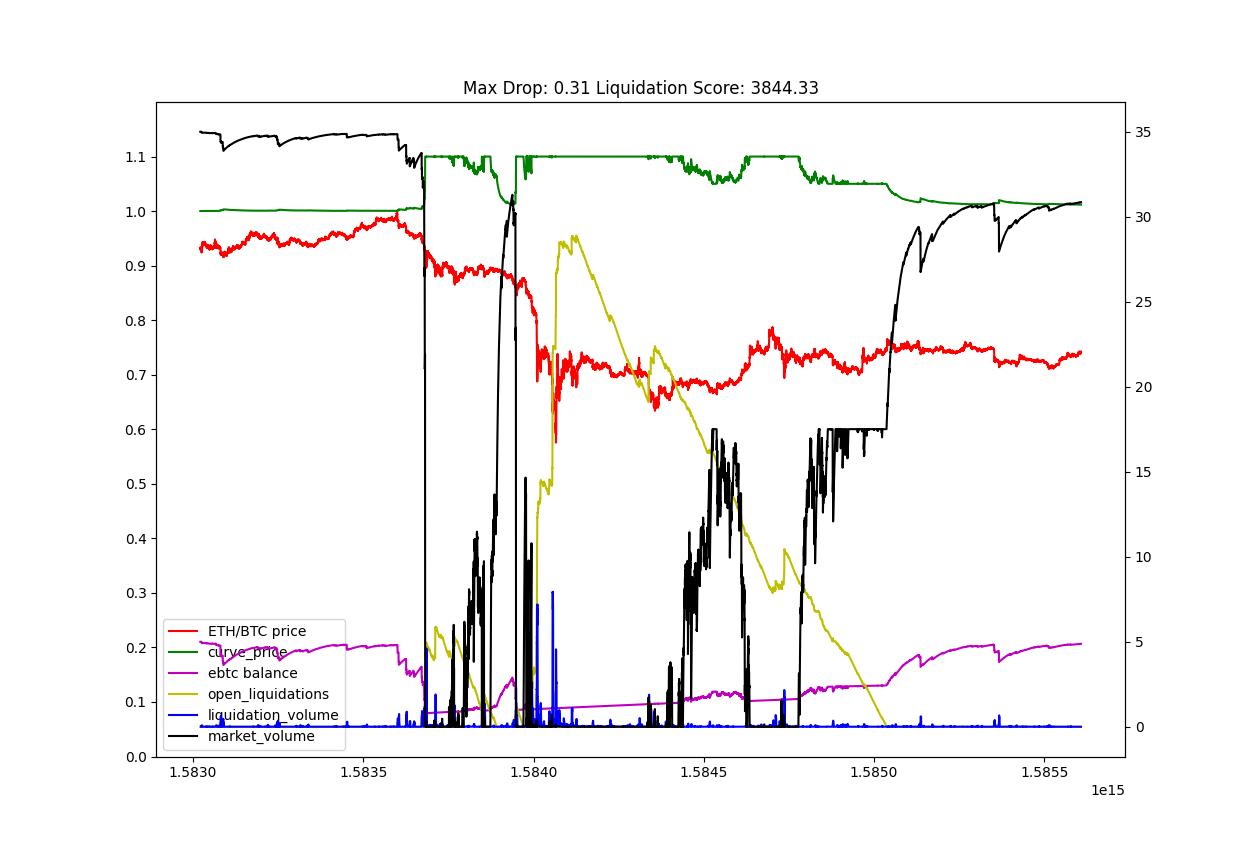 Max Drop: 0.31 Liquidation Score: 3844.33
1.1
1.0
0.9
0.8
0.7
0.6
0.5
0.4
0.3
0.2
0.1
0.0
35
30
25
20
15
10
5
0
ETH/BTC price
curve_price
ebtc balance
open_liquidations
liquidation_volume
market_volume
1.5830 1.5835 1.5840 1.5845 1.5850 1.5855
1e15